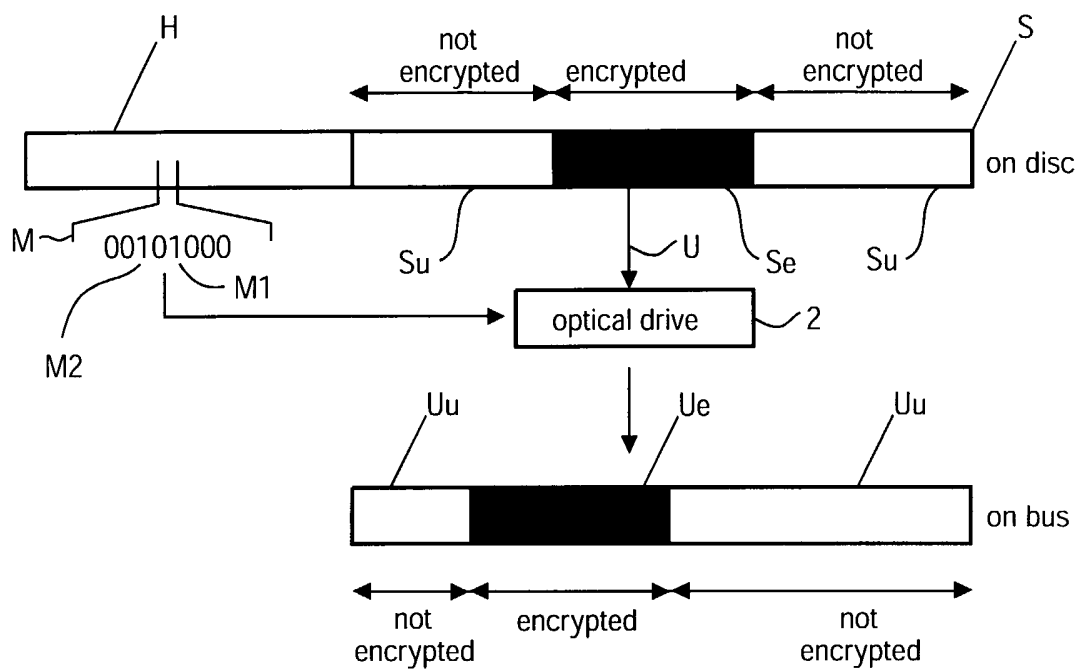 H
not
encrypted
encrypted
not
encrypted
S
on disc
M
00101000
M1
M2
Su
U
Se
Su
optical drive
2
Uu
Ue
Uu
on bus
not
encrypted
encrypted
not
encrypted